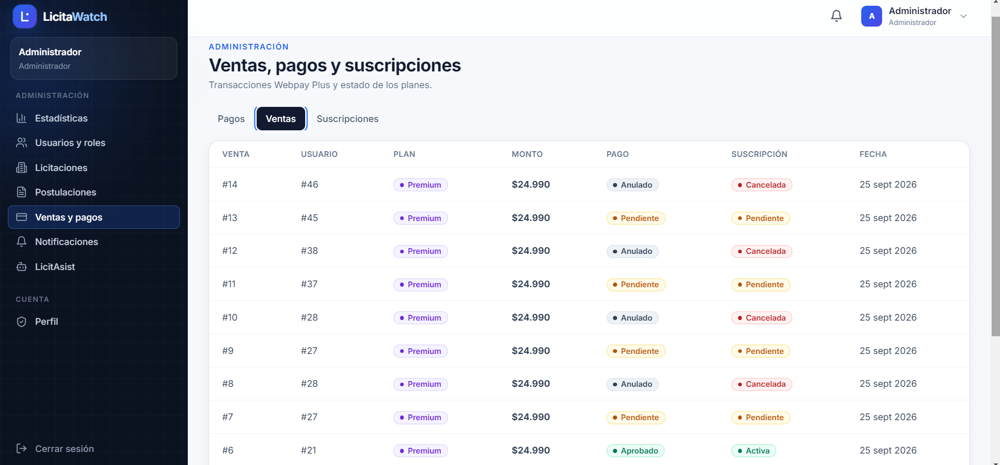 LicitaWatch
Administrador
Administrador
ADMINISTRACIÓN
Estadísticas
Usuarios y roles
Licitaciones
Postulaciones
Ventas y pagos
Notificaciones
LicitAsist
CUENTA
Perfil
Cerrar sesión
A
Administrador
Administrador
ADMINISTRACIÓN
Ventas, pagos y suscripciones
Transacciones Webpay Plus y estado de los planes.
Pagos Ventas Suscripciones
VENTA USUARIO PLAN MONTO PAGO SUSCRIPCIÓN FECHA
#14 #46 Premium $24.990 Anulado Cancelada 25 sept 2026
#13 #45 Premium $24.990 Pendiente Pendiente 25 sept 2026
#12 #38 Premium $24.990 Anulado Cancelada 25 sept 2026
#11 #37 Premium $24.990 Pendiente Pendiente 25 sept 2026
#10 #28 Premium $24.990 Anulado Cancelada 25 sept 2026
#9 #27 Premium $24.990 Pendiente Pendiente 25 sept 2026
#8 #28 Premium $24.990 Anulado Cancelada 25 sept 2026
#7 #27 Premium $24.990 Pendiente Pendiente 25 sept 2026
#6 #21 Premium $24.990 Aprobado Activa 25 sept 2026